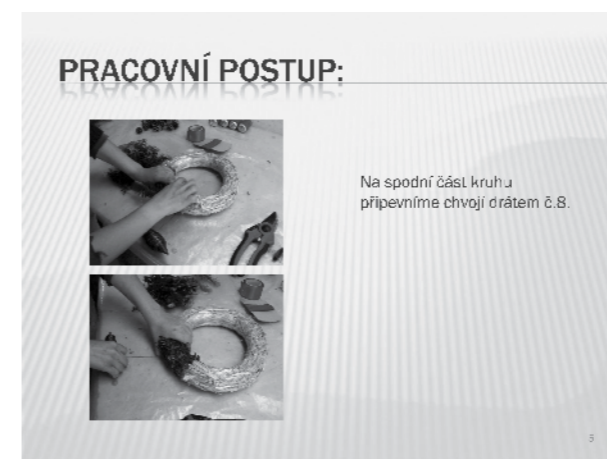 PRACOVNÍ POSTUP:
Na spodní část kruhu
připevníme chvojí drátem č.8.
3